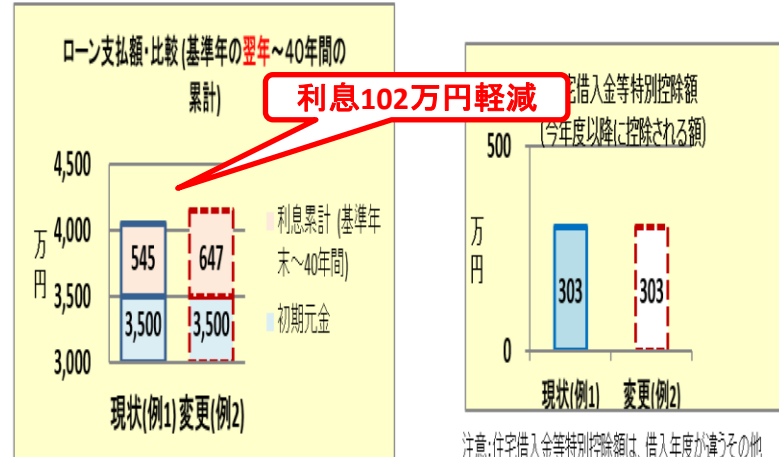 ローン支払額・比較(基準年の翌年～40年間の
累計)
利息102万円軽減
4,500
4,000
3,500
3,000
万
円
545
647
3,500
3,500
利息累計 (基準年
末～40年間)
初期元金
現状(例1)
変更(例2)
宅借入金等特別控除額
(今年度以降に控除される額)
500
万
円
0
303
303
現状(例1)
変更(例2)
注意:住宅借入金等特別控除額は、借入年度が違うその他